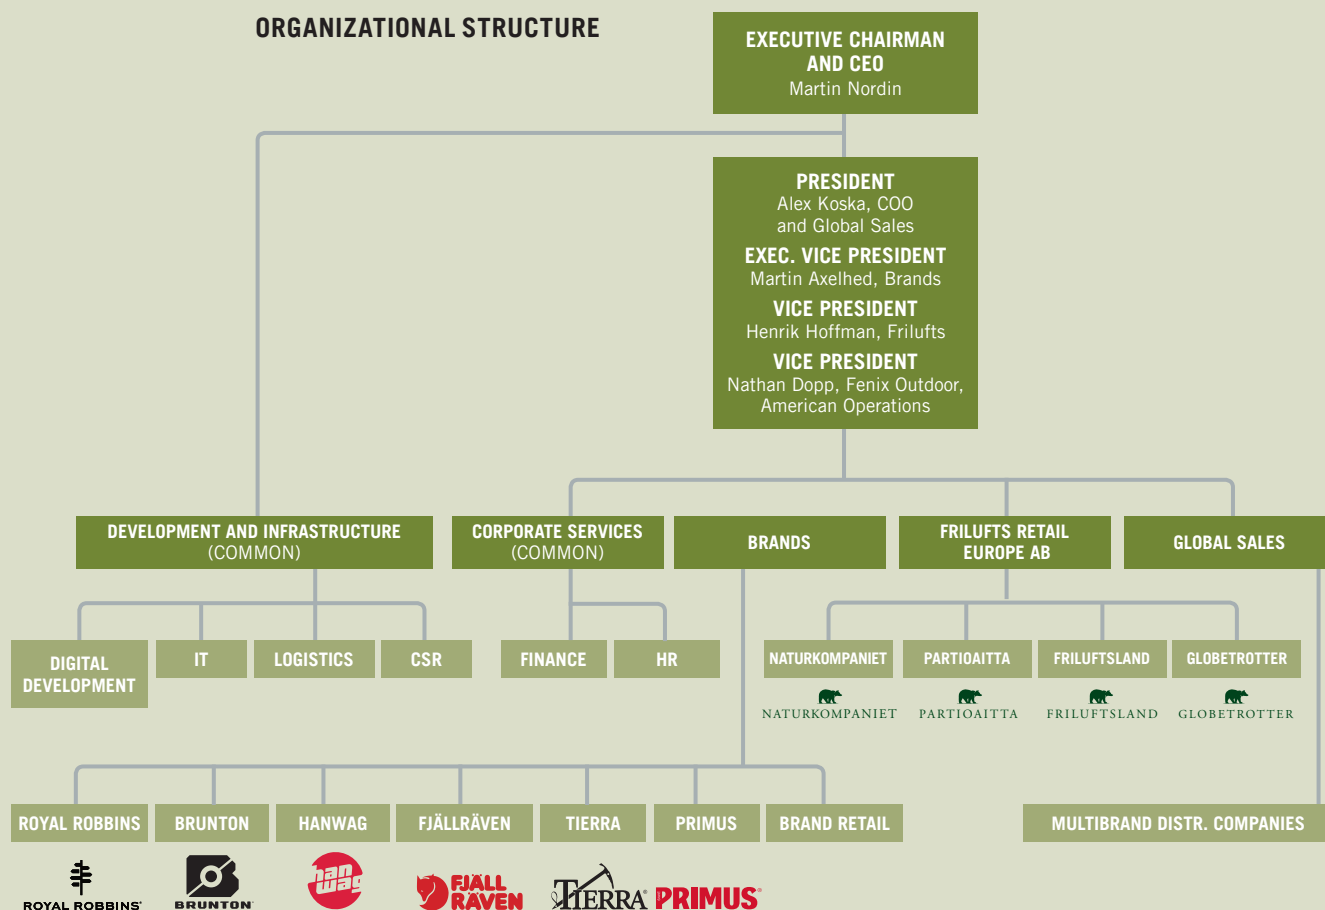 ORGANIZATIONAL STRUCTURE
EXECUTIVE CHAIRMAN
AND CEO
Martin Nordin
PRESIDENT
Alex Koska, COO
and Global Sales
EXEC. VICE PRESIDENT
Martin Axelhed, Brands
VICE PRESIDENT
Henrik Hoffman, Frilufts
VICE PRESIDENT
Nathan Dopp, Fenix Outdoor,
American Operations
DEVELOPMENT AND INFRASTRUCTURE
(COMMON)
CORPORATE SERVICES
(COMMON)
BRANDS
FRILUFTS RETAIL
EUROPE AB
GLOBAL SALES
DIGITAL
DEVELOPMENT
IT
LOGISTICS
CSR
FINANCE
HR
NATURKOMPANIET
PARTIOAITTA
FRILUFTSLAND
GLOBETROTTER
NATURKOMPANIET
PARTIOAITTA
FRILUFTSLAND
GLOBETROTTER
ROYAL ROBBINS
BRUNTON
HANWAG
FJÄLLRÄVEN
TIERRA
PRIMUS
BRAND RETAIL
MULTIBRAND DISTR. COMPANIES
ROYAL ROBBINS®
BRUNTON
han
wag
FJÄLL
RÄVEN
TIERRA®
PRIMUS®